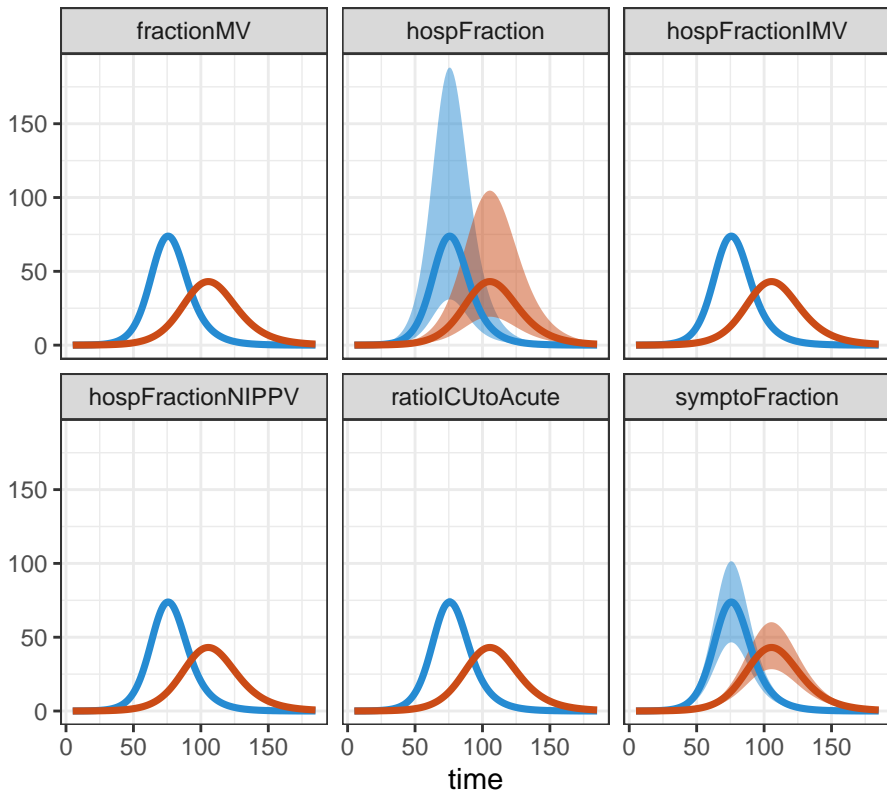 fractionMV hospFraction hospFractionIMV
150
100
50
0
hospFractionNIPPV ratioICUtoAcute symptoFraction
150
100
50
0
0 50 100 150 0 50 100 150 0 50 100 150
time